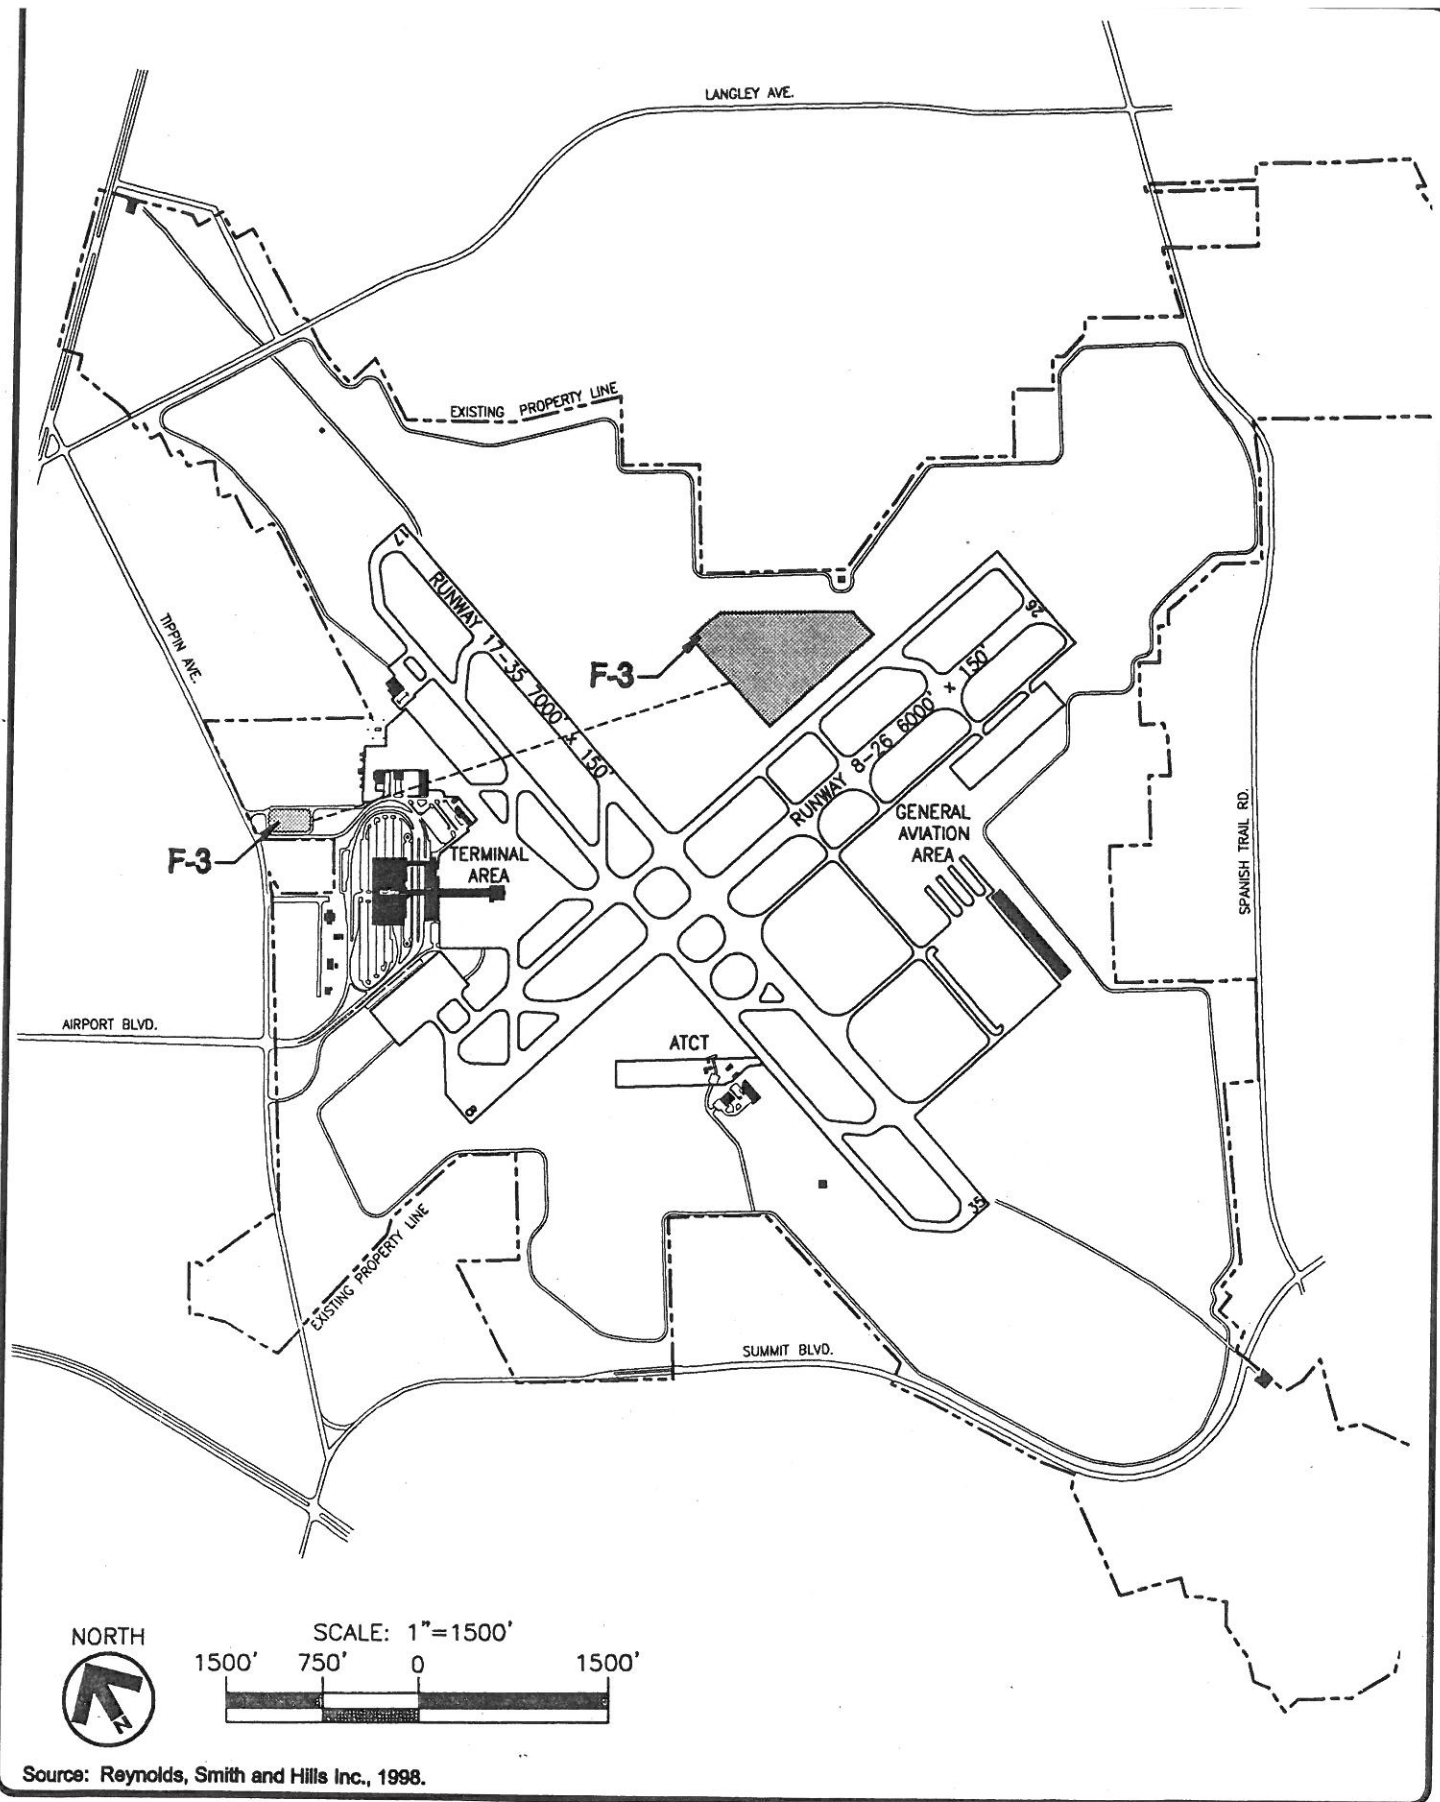 LANGLEY AVE.
EXISTING PROPERTY LINE
17
RUNWAY 17-35 7000' x 150'
26
TIPPIN AVE.
F-3
RUNWAY 8-26 6000' x 150'
GENERAL
AVIATION
AREA
SPANISH TRAIL RD.
F-3
TERMINAL
AREA
AIRPORT BLVD.
ATCT
8
35
EXISTING PROPERTY LINE
SUMMIT BLVD.
NORTH
N
SCALE: 1"=1500'
1500' 750' 0 1500'
Source: Reynolds, Smith and Hills Inc., 1998.